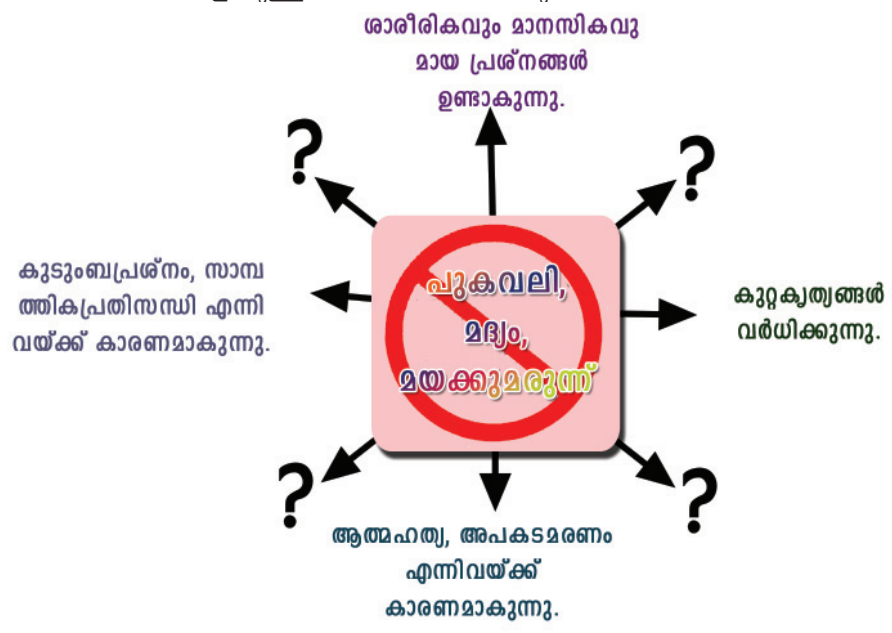 ശാരീരികവും മാനസികവു
മായ പ്രശ്നങ്ങൾ
ഉണ്ടാകുന്നു.
?
?
കുടുംബപ്രശ്നം, സാമ്പ
ത്തികപ്രതിസന്ധി എന്നി
വയ്ക്ക് കാരണമാകുന്നു.
പുകവലി,
മദ്യം,
മയക്കുമരുന്ന്
കുറ്റകൃത്യങ്ങൾ
വർധിക്കുന്നു.
?
?
ആത്മഹത്യ, അപകടമരണം
എന്നിവയ്ക്ക്
കാരണമാകുന്നു.